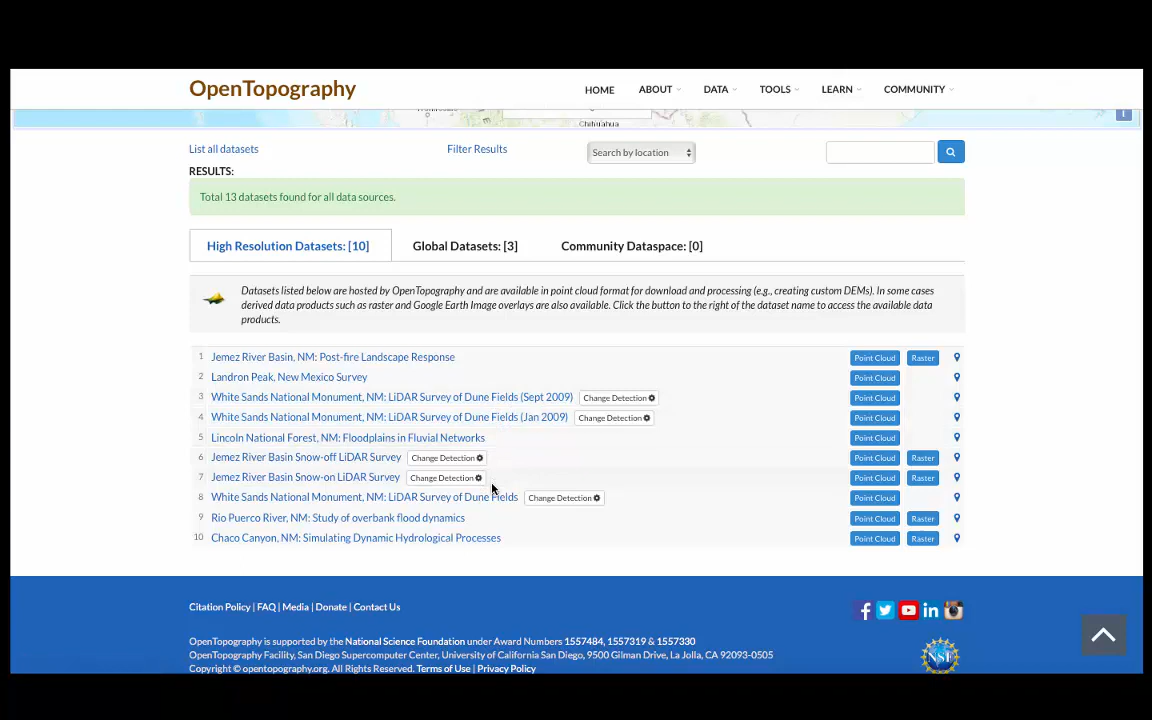 OpenTopography
HOME ABOUT DATA TOOLS LEARN COMMUNITY
Chihuahua
List all datasets Filter Results Search by location
RESULTS:
Total 13 datasets found for all data sources.
High Resolution Datasets: [10] Global Datasets: [3] Community Dataspace: [0]
Datasets listed below are hosted by OpenTopography and are available in point cloud format for download and processing (e.g., creating custom DEMs). In some cases
derived data products such as raster and Google Earth Image overlays are also available. Click the button to the right of the dataset name to access the available data
products.
1 Jemez River Basin, NM: Post-fire Landscape Response Point Cloud Raster
2 Landron Peak, New Mexico Survey Point Cloud
3 White Sands National Monument, NM: LiDAR Survey of Dune Fields (Sept 2009) Change Detection Point Cloud
4 White Sands National Monument, NM: LiDAR Survey of Dune Fields (Jan 2009) Change Detection Point Cloud
5 Lincoln National Forest, NM: Floodplains in Fluvial Networks Point Cloud
6 Jemez River Basin Snow-off LiDAR Survey Change Detection Point Cloud Raster
7 Jemez River Basin Snow-on LiDAR Survey Change Detection Point Cloud Raster
8 White Sands National Monument, NM: LiDAR Survey of Dune Fields Change Detection Point Cloud
9 Rio Puerco River, NM: Study of overbank flood dynamics Point Cloud Raster
10 Chaco Canyon, NM: Simulating Dynamic Hydrological Processes Point Cloud Raster
Citation Policy | FAQ | Media | Donate | Contact Us
OpenTopography is supported by the National Science Foundation under Award Numbers 1557484, 1557319 & 1557330
OpenTopography Facility, San Diego Supercomputer Center, University of California San Diego, 9500 Gilman Drive, La Jolla, CA 92093-0505
Copyright © opentopography.org. All Rights Reserved. Terms of Use | Privacy Policy
NSF